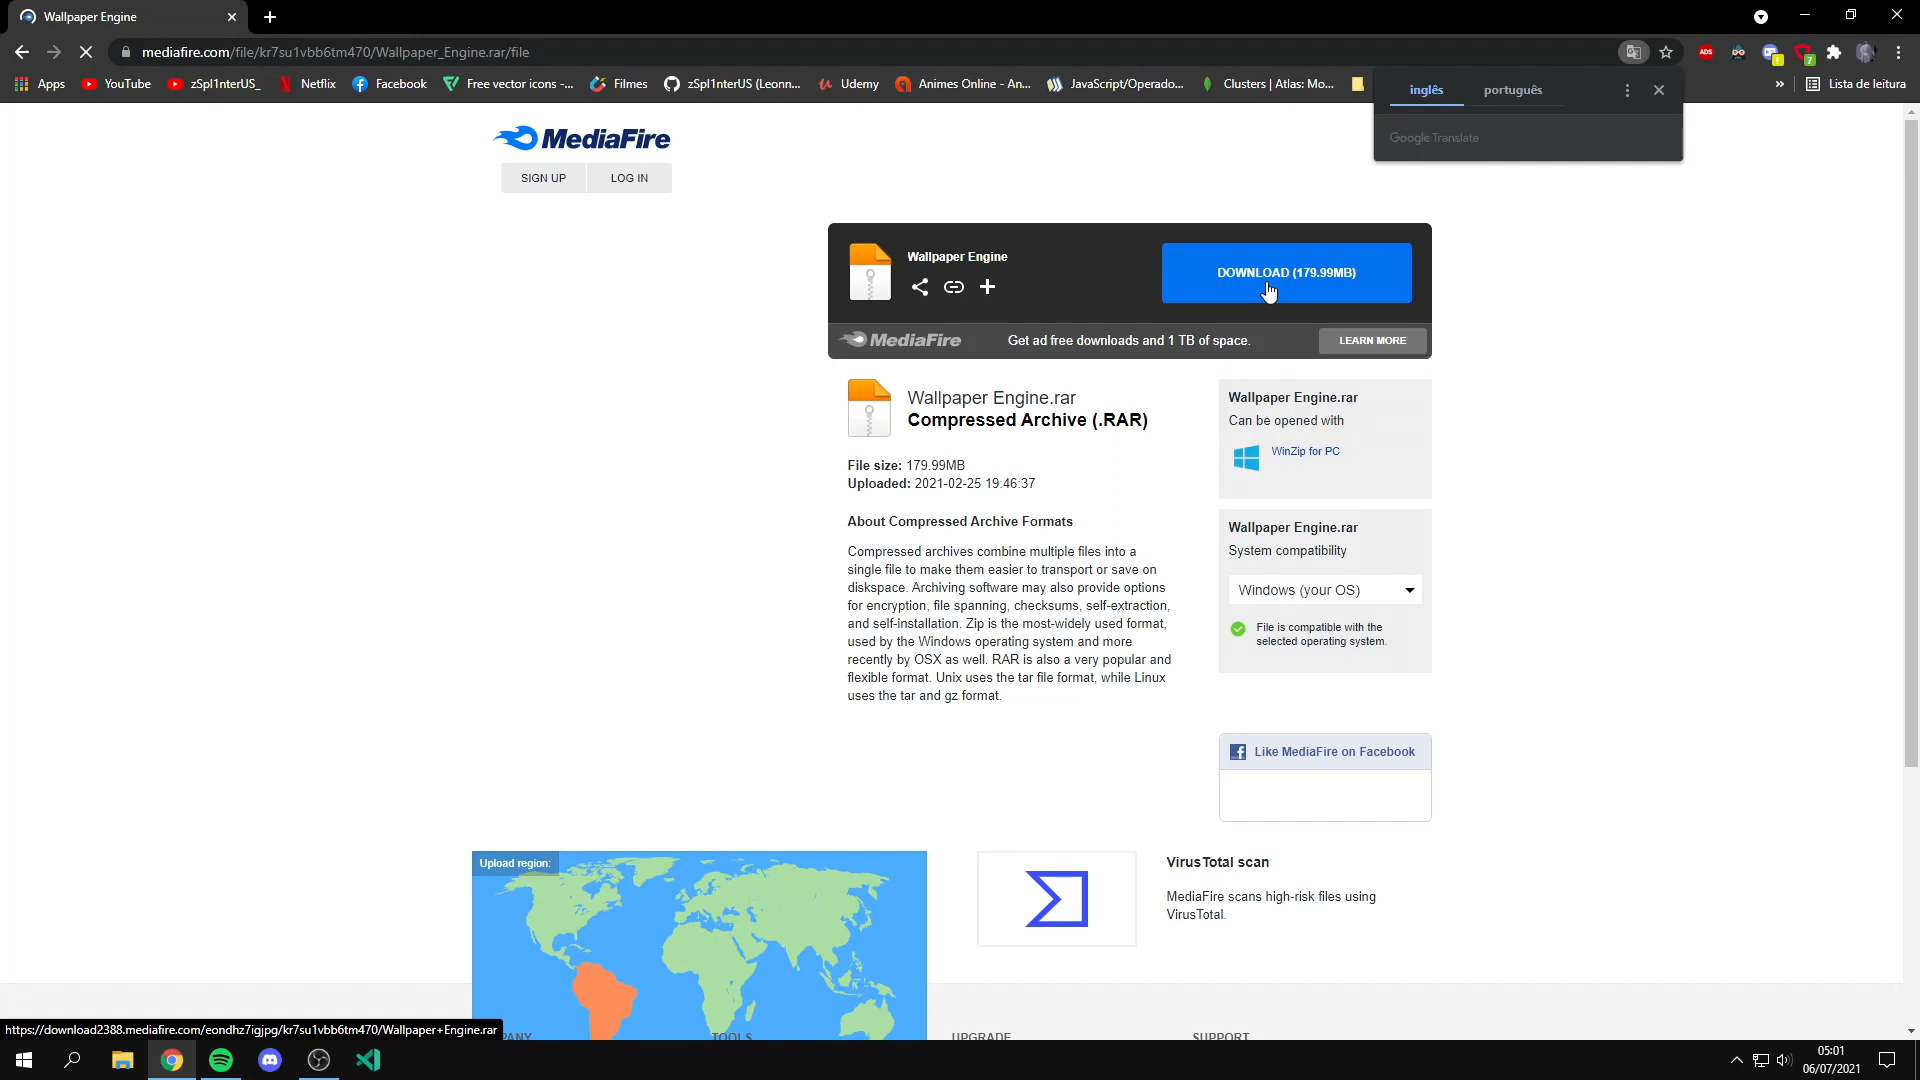 Wallpaper Engine
mediafire.com/file/kr7su1vbb6tm470/Wallpaper_Engine.rar/file
ADS
7
Apps
YouTube
zSpl1nterUS_
Netflix
Facebook
Free vector icons -...
Filmes
zSpl1nterUS (Leonn...
Udemy
Animes Online - An...
JavaScript/Operado...
Clusters | Atlas: Mo...
»
Lista de leitura
inglês
português
Google Translate
MediaFire
SIGN UP
LOG IN
Wallpaper Engine
DOWNLOAD (179.99MB)
MediaFire
Get ad free downloads and 1 TB of space.
LEARN MORE
Wallpaper Engine.rar
Compressed Archive (.RAR)
File size: 179.99MB
Uploaded: 2021-02-25 19:46:37
About Compressed Archive Formats
Compressed archives combine multiple files into a
single file to make them easier to transport or save on
diskspace. Archiving software may also provide options
for encryption, file spanning, checksums, self-extraction,
and self-installation. Zip is the most-widely used format,
used by the Windows operating system and more
recently by OSX as well. RAR is also a very popular and
flexible format. Unix uses the tar file format, while Linux
uses the tar and gz format.
Wallpaper Engine.rar
Can be opened with
WinZip for PC
Wallpaper Engine.rar
System compatibility
Windows (your OS)
File is compatible with the
selected operating system.
Like MediaFire on Facebook
Upload region:
VirusTotal scan
MediaFire scans high-risk files using
VirusTotal.
https://download2388.mediafire.com/eondhz7igjpg/kr7su1vbb6tm470/Wallpaper+Engine.rar
PANY
TOOLS
UPGRADE
SUPPORT
05:01
06/07/2021